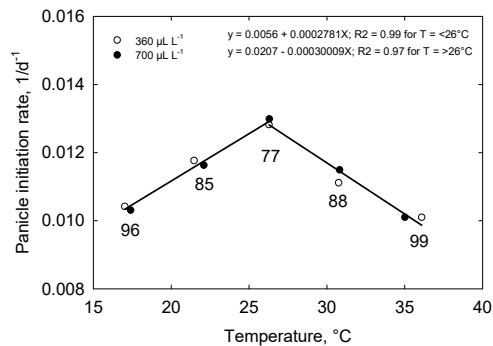 360 µL L⁻¹ y = 0.0056 + 0.0002781X; R2 = 0.99 for T = <26°C
700 µL L⁻¹ y = 0.0207 - 0.00030009X; R2 = 0.97 for T = >26°C
Panicle initiation rate, 1/d⁻¹
0.016
0.014
0.012
0.010
0.008
77
85
88
96
99
15 20 25 30 35 40
Temperature, °C